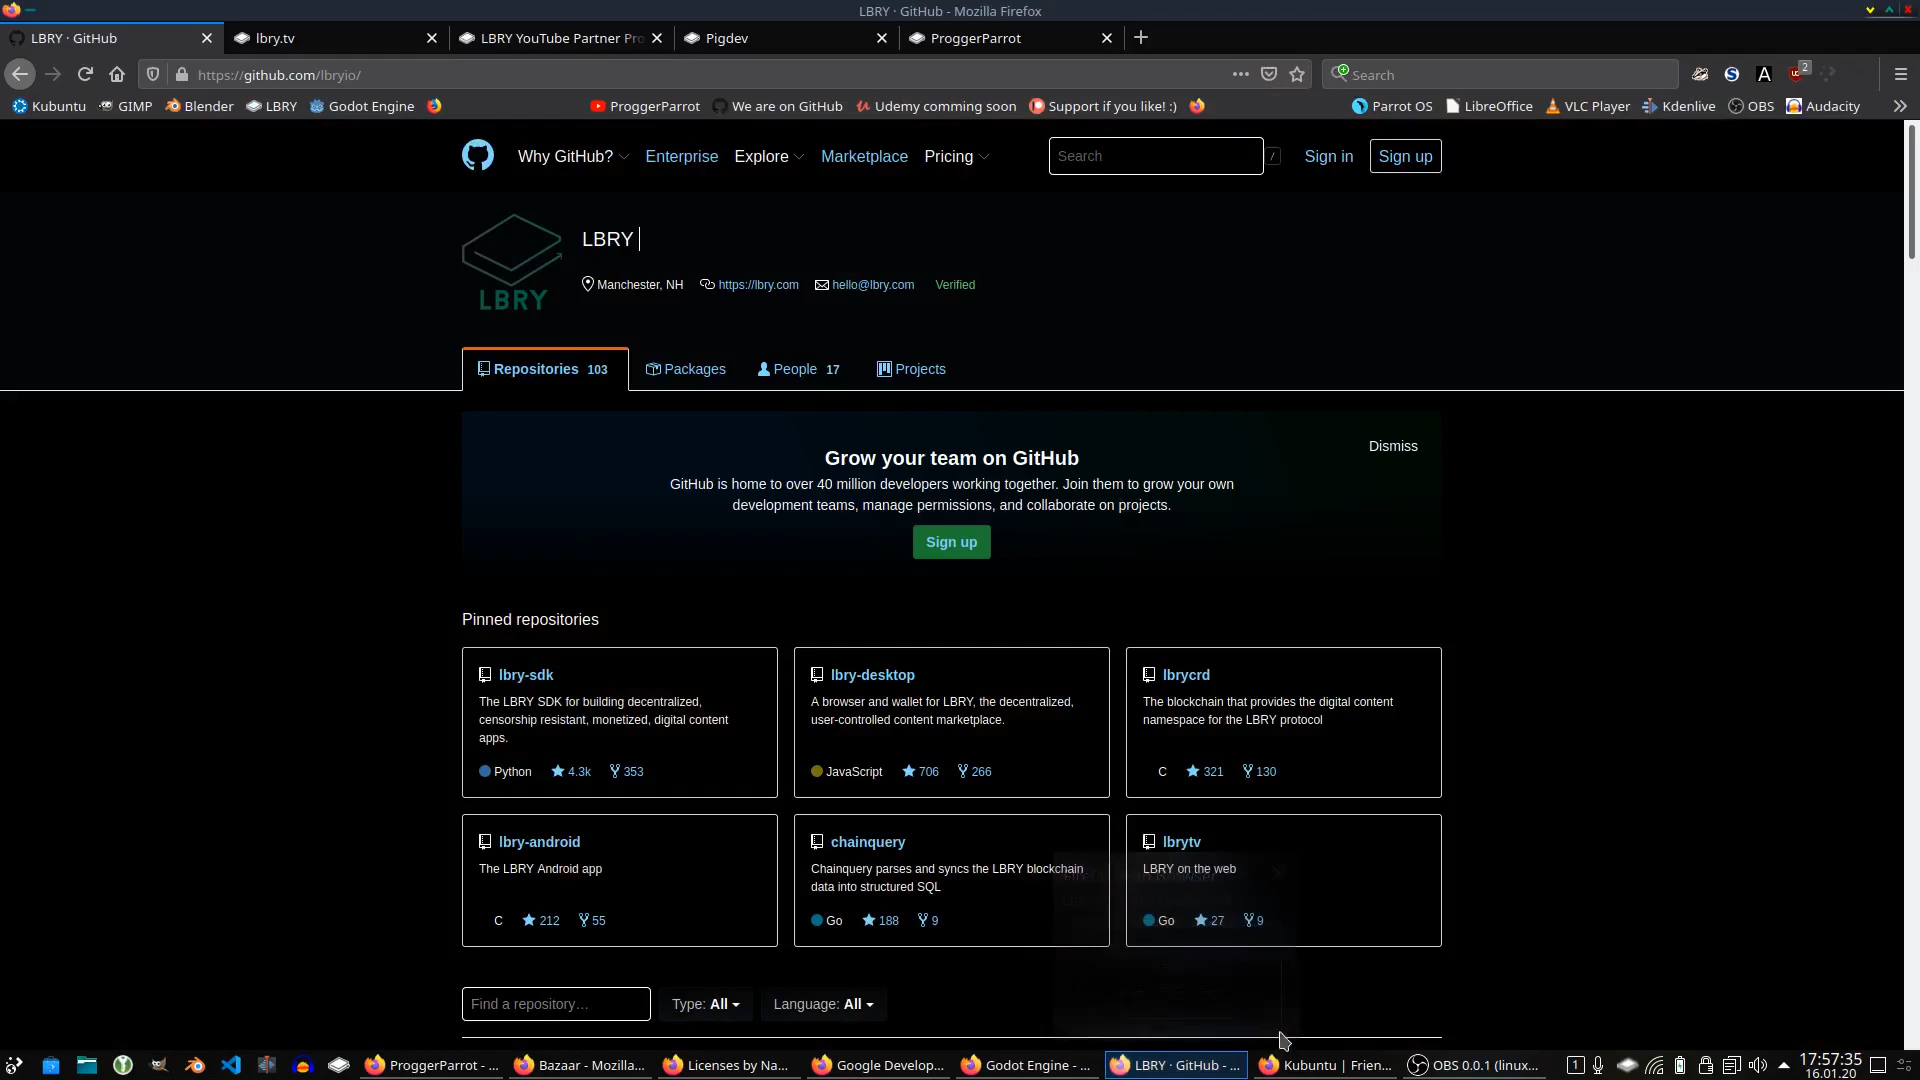 LBRY · GitHub - Mozilla Firefox
LBRY · GitHub
lbry.tv
LBRY YouTube Partner Pro
Pigdev
ProggerParrot
https://github.com/lbryio/
Search
A
2
Kubuntu
GIMP
Blender
LBRY
Godot Engine
ProggerParrot
We are on GitHub
Udemy comming soon
Support if you like! :)
Parrot OS
LibreOffice
VLC Player
Kdenlive
OBS
Audacity
Why GitHub?
Enterprise
Explore
Marketplace
Pricing
Search
/
Sign in
Sign up
LBRY
LBRY
Manchester, NH
https://lbry.com
hello@lbry.com
Verified
Repositories 103
Packages
People 17
Projects
Dismiss
Grow your team on GitHub
GitHub is home to over 40 million developers working together. Join them to grow your own
development teams, manage permissions, and collaborate on projects.
Sign up
Pinned repositories
lbry-sdk
The LBRY SDK for building decentralized,
censorship resistant, monetized, digital content
apps.
Python 4.3k 353
lbry-desktop
A browser and wallet for LBRY, the decentralized,
user-controlled content marketplace.
JavaScript 706 266
lbrycrd
The blockchain that provides the digital content
namespace for the LBRY protocol
C 321 130
lbry-android
The LBRY Android app
C 212 55
chainquery
Chainquery parses and syncs the LBRY blockchain
data into structured SQL
Go 188 9
lbrytv
LBRY on the web
Go 27 9
Find a repository…
Type: All
Language: All
ProggerParrot - ...
Bazaar - Mozilla...
Licenses by Na...
Google Develop...
Godot Engine - ...
LBRY · GitHub - ...
Kubuntu | Frien...
OBS 0.0.1 (linux...
1
17:57:35
16.01.20